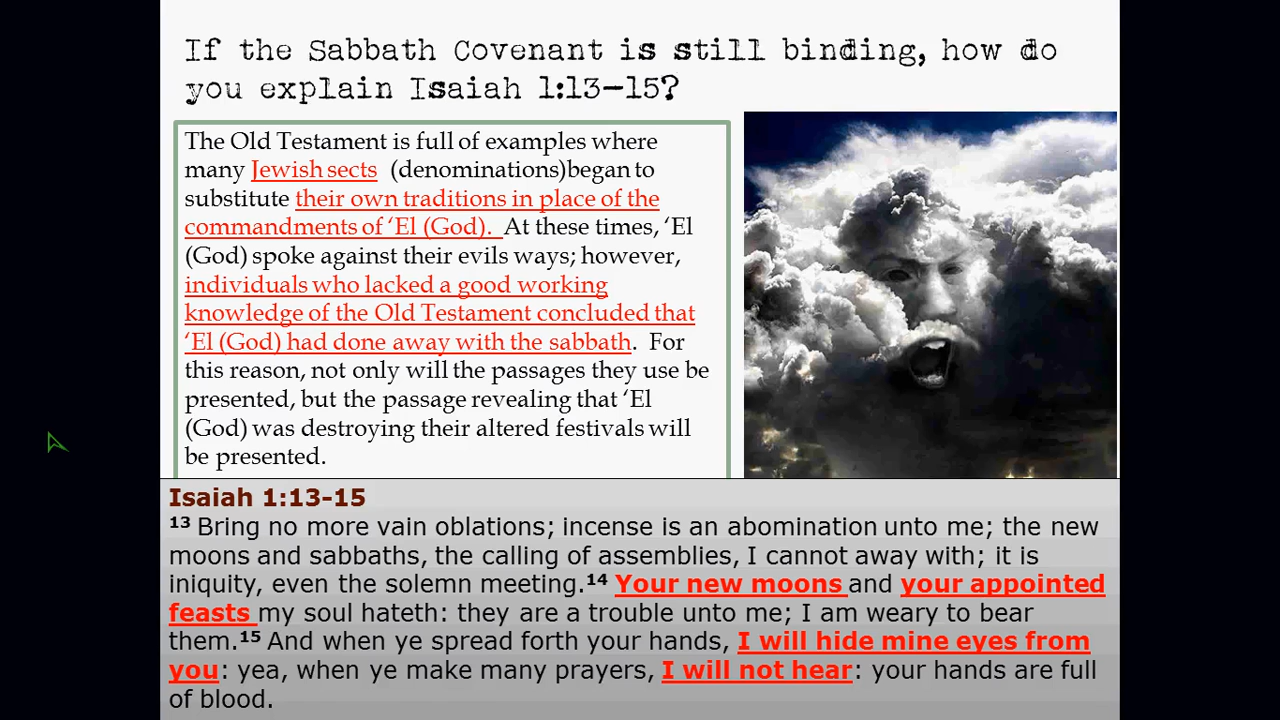 If the Sabbath Covenant is still binding, how do
you explain Isaiah 1:13-15?
The Old Testament is full of examples where
many Jewish sects (denominations)began to
substitute their own traditions in place of the
commandments of ‘El (God). At these times, ‘El
(God) spoke against their evils ways; however,
individuals who lacked a good working
knowledge of the Old Testament concluded that
‘El (God) had done away with the sabbath. For
this reason, not only will the passages they use be
presented, but the passage revealing that ‘El
(God) was destroying their altered festivals will
be presented.
Isaiah 1:13-15
13 Bring no more vain oblations; incense is an abomination unto me; the new
moons and sabbaths, the calling of assemblies, I cannot away with; it is
iniquity, even the solemn meeting.14 Your new moons and your appointed
feasts my soul hateth: they are a trouble unto me; I am weary to bear
them.15 And when ye spread forth your hands, I will hide mine eyes from
you: yea, when ye make many prayers, I will not hear: your hands are full
of blood.